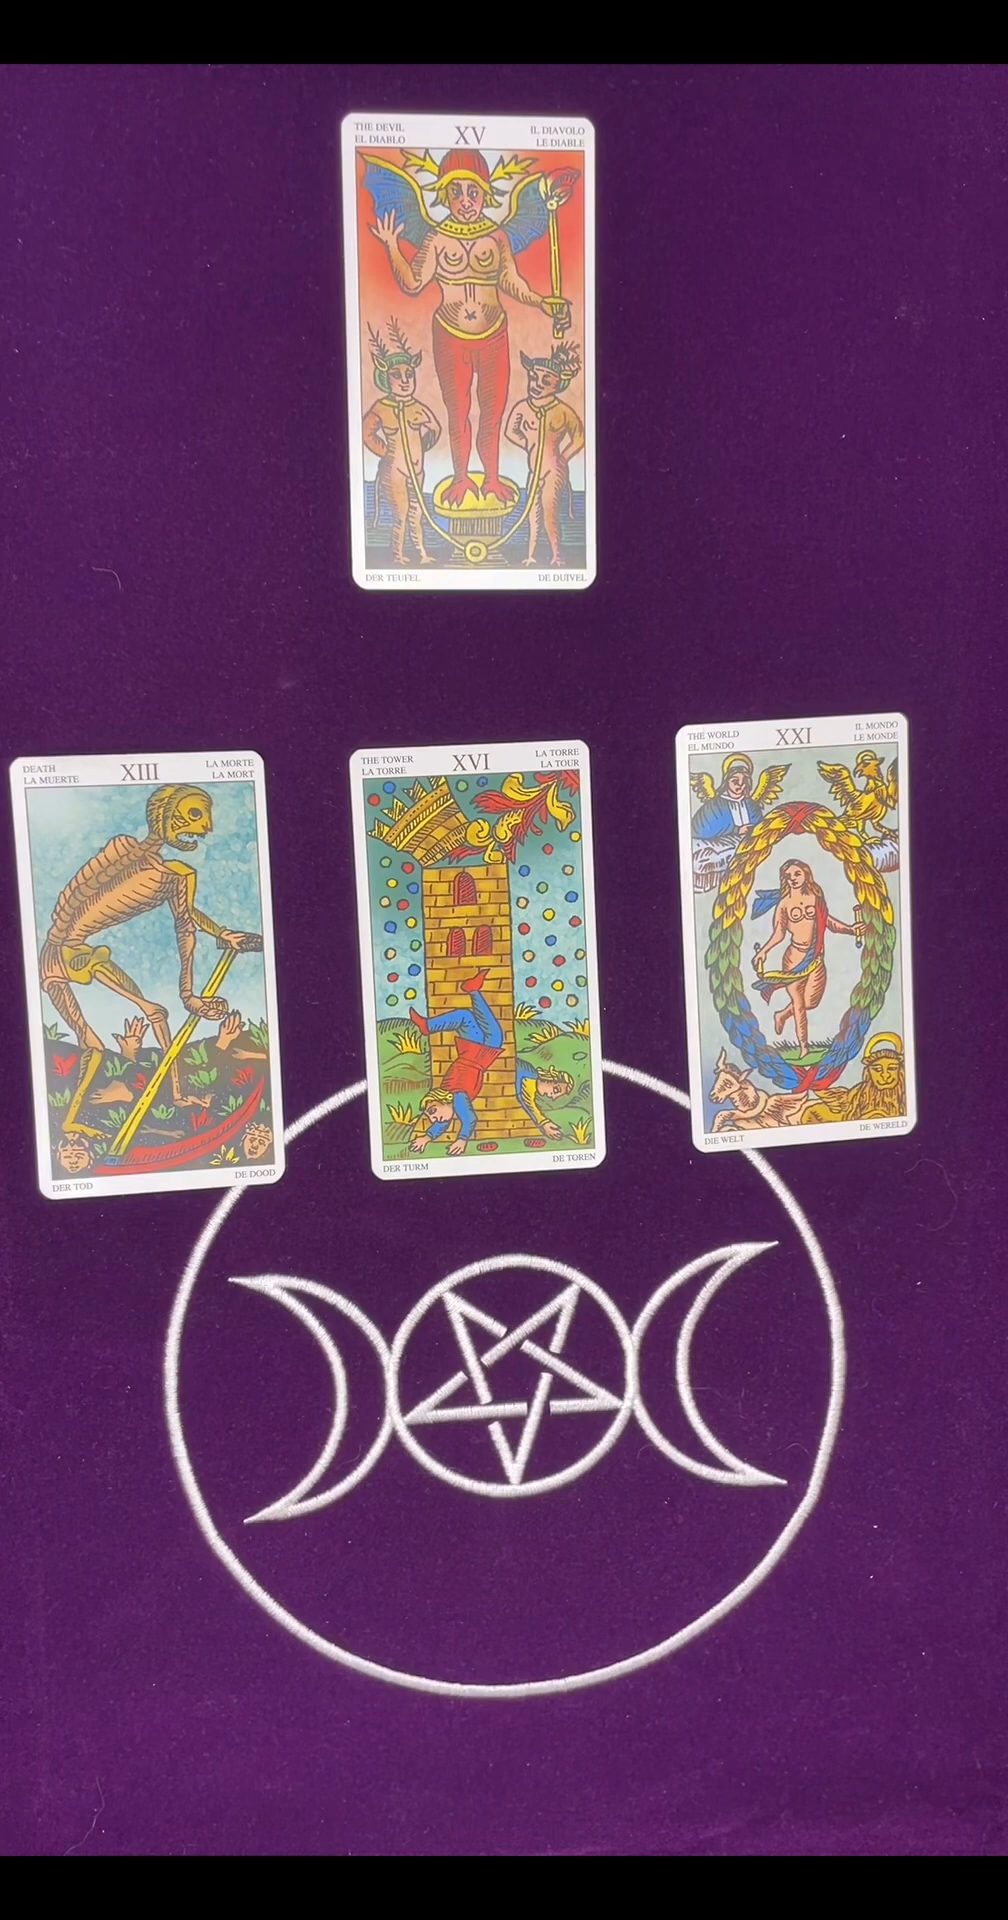 THE DEVIL
EL DIABLO
XV
IL DIAVOLO
LE DIABLE
DER TEUFEL
DE DUIVEL
DEATH
LA MUERTE
XIII
LA MORTE
LA MORT
DER TOD
DE DOOD
THE TOWER
LA TORRE
XVI
LA TORRE
LA TOUR
DER TURM
DE TOREN
THE WORLD
EL MUNDO
XXI
IL MONDO
LE MONDE
DIE WELT
DE WERELD